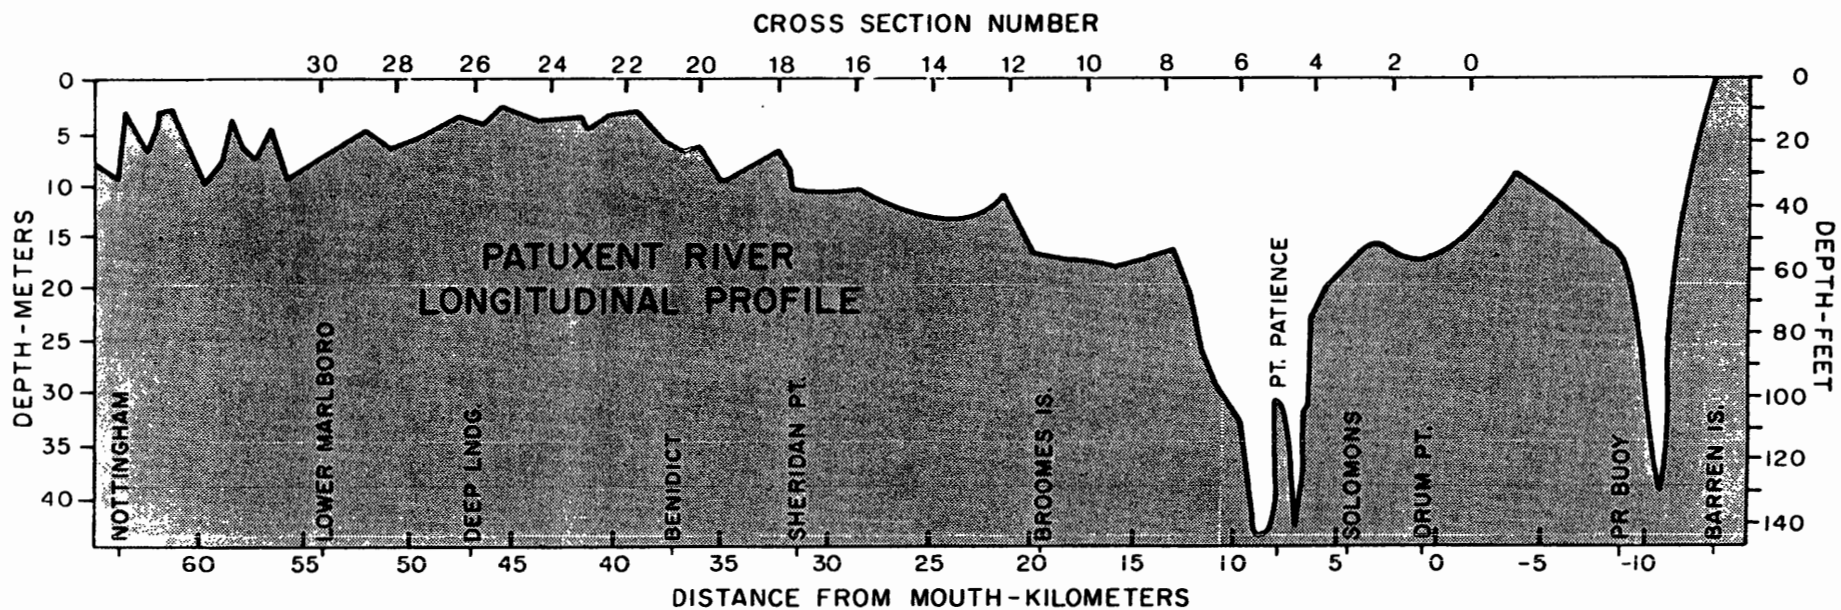 CROSS SECTION NUMBER
30 28 26 24 22 20 18 16 14 12 10 8 6 4 2 1 0
0 5 10 15 20 25 30 35 40
DEPTH-METERS
0 20 40 60 80 100 120 140
DEPTH-FEET
PATUXENT RIVER
LONGITUDINAL PROFILE
NOTTINGHAM
LOWER MARLBORO
DEEP LNDG.
BENIDICT
SHERIDAN PT.
BROOMES IS.
PT. PATIENCE
SOLOMONS
DRUM PT.
PR BUOY
BARREN IS.
60 55 50 45 40 35 30 25 20 15 10 5 0 -5 -10
DISTANCE FROM MOUTH-KILOMETERS